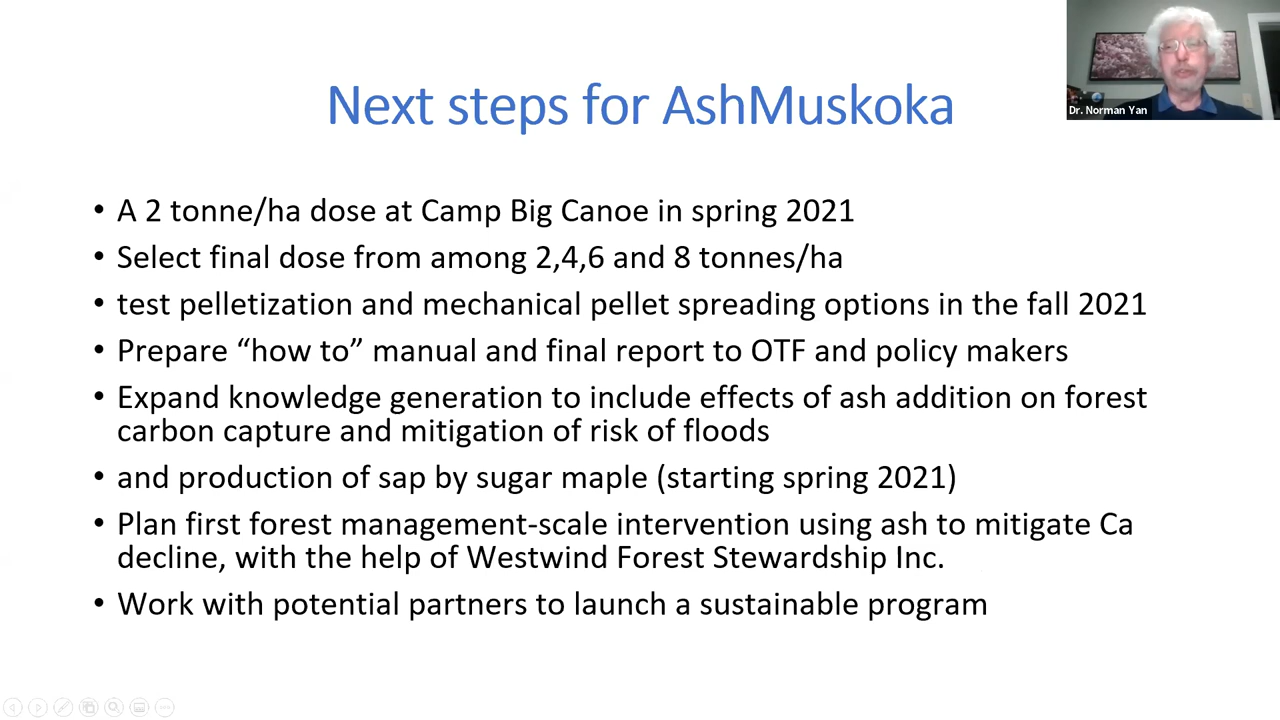 Next steps for AshMuskoka
Dr. Norman Yan
• A 2 tonne/ha dose at Camp Big Canoe in spring 2021
• Select final dose from among 2,4,6 and 8 tonnes/ha
• test pelletization and mechanical pellet spreading options in the fall 2021
• Prepare “how to” manual and final report to OTF and policy makers
• Expand knowledge generation to include effects of ash addition on forest
carbon capture and mitigation of risk of floods
• and production of sap by sugar maple (starting spring 2021)
• Plan first forest management-scale intervention using ash to mitigate Ca
decline, with the help of Westwind Forest Stewardship Inc.
• Work with potential partners to launch a sustainable program